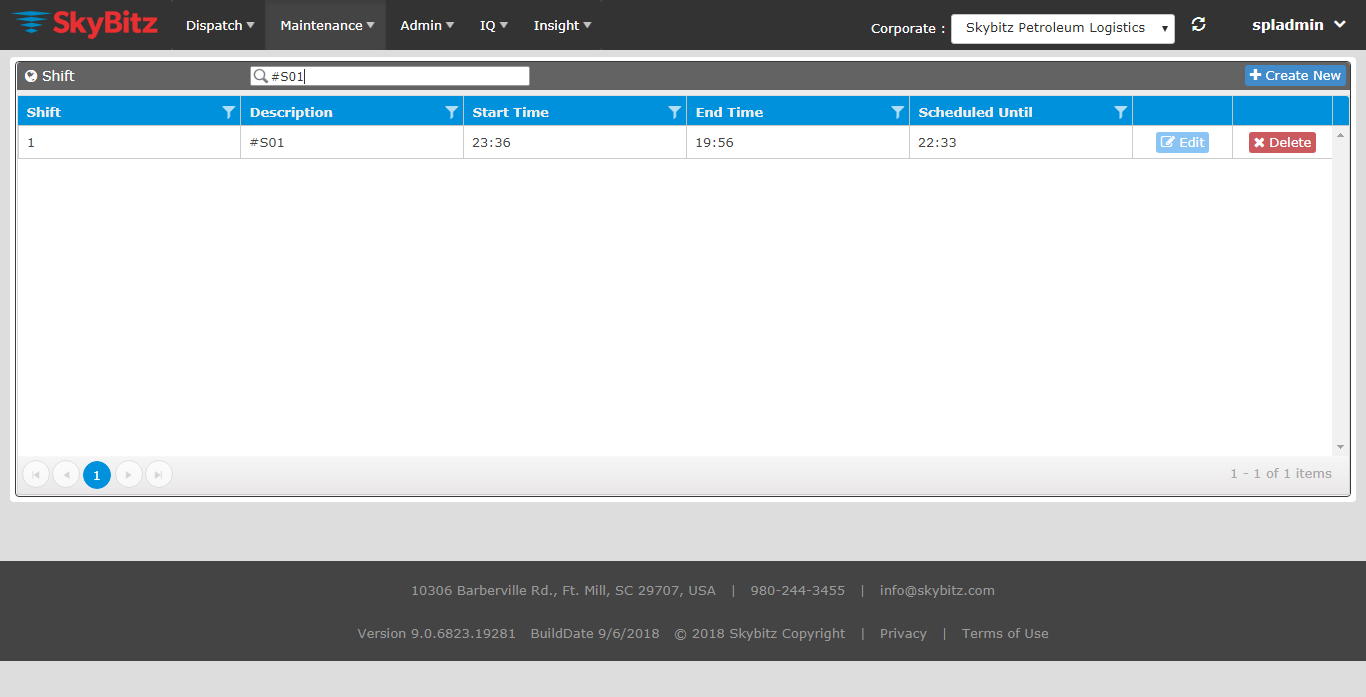 SkyBitz Dispatch Maintenance Admin IQ Insight Corporate : Skybitz Petroleum Logistics spladmin
Shift #S01 Create New
Shift Description Start Time End Time Scheduled Until
1 #S01 23:36 19:56 22:33 Edit Delete
1 1 - 1 of 1 items
10306 Barberville Rd., Ft. Mill, SC 29707, USA | 980-244-3455 | info@skybitz.com
Version 9.0.6823.19281 BuildDate 9/6/2018 © 2018 Skybitz Copyright | Privacy | Terms of Use